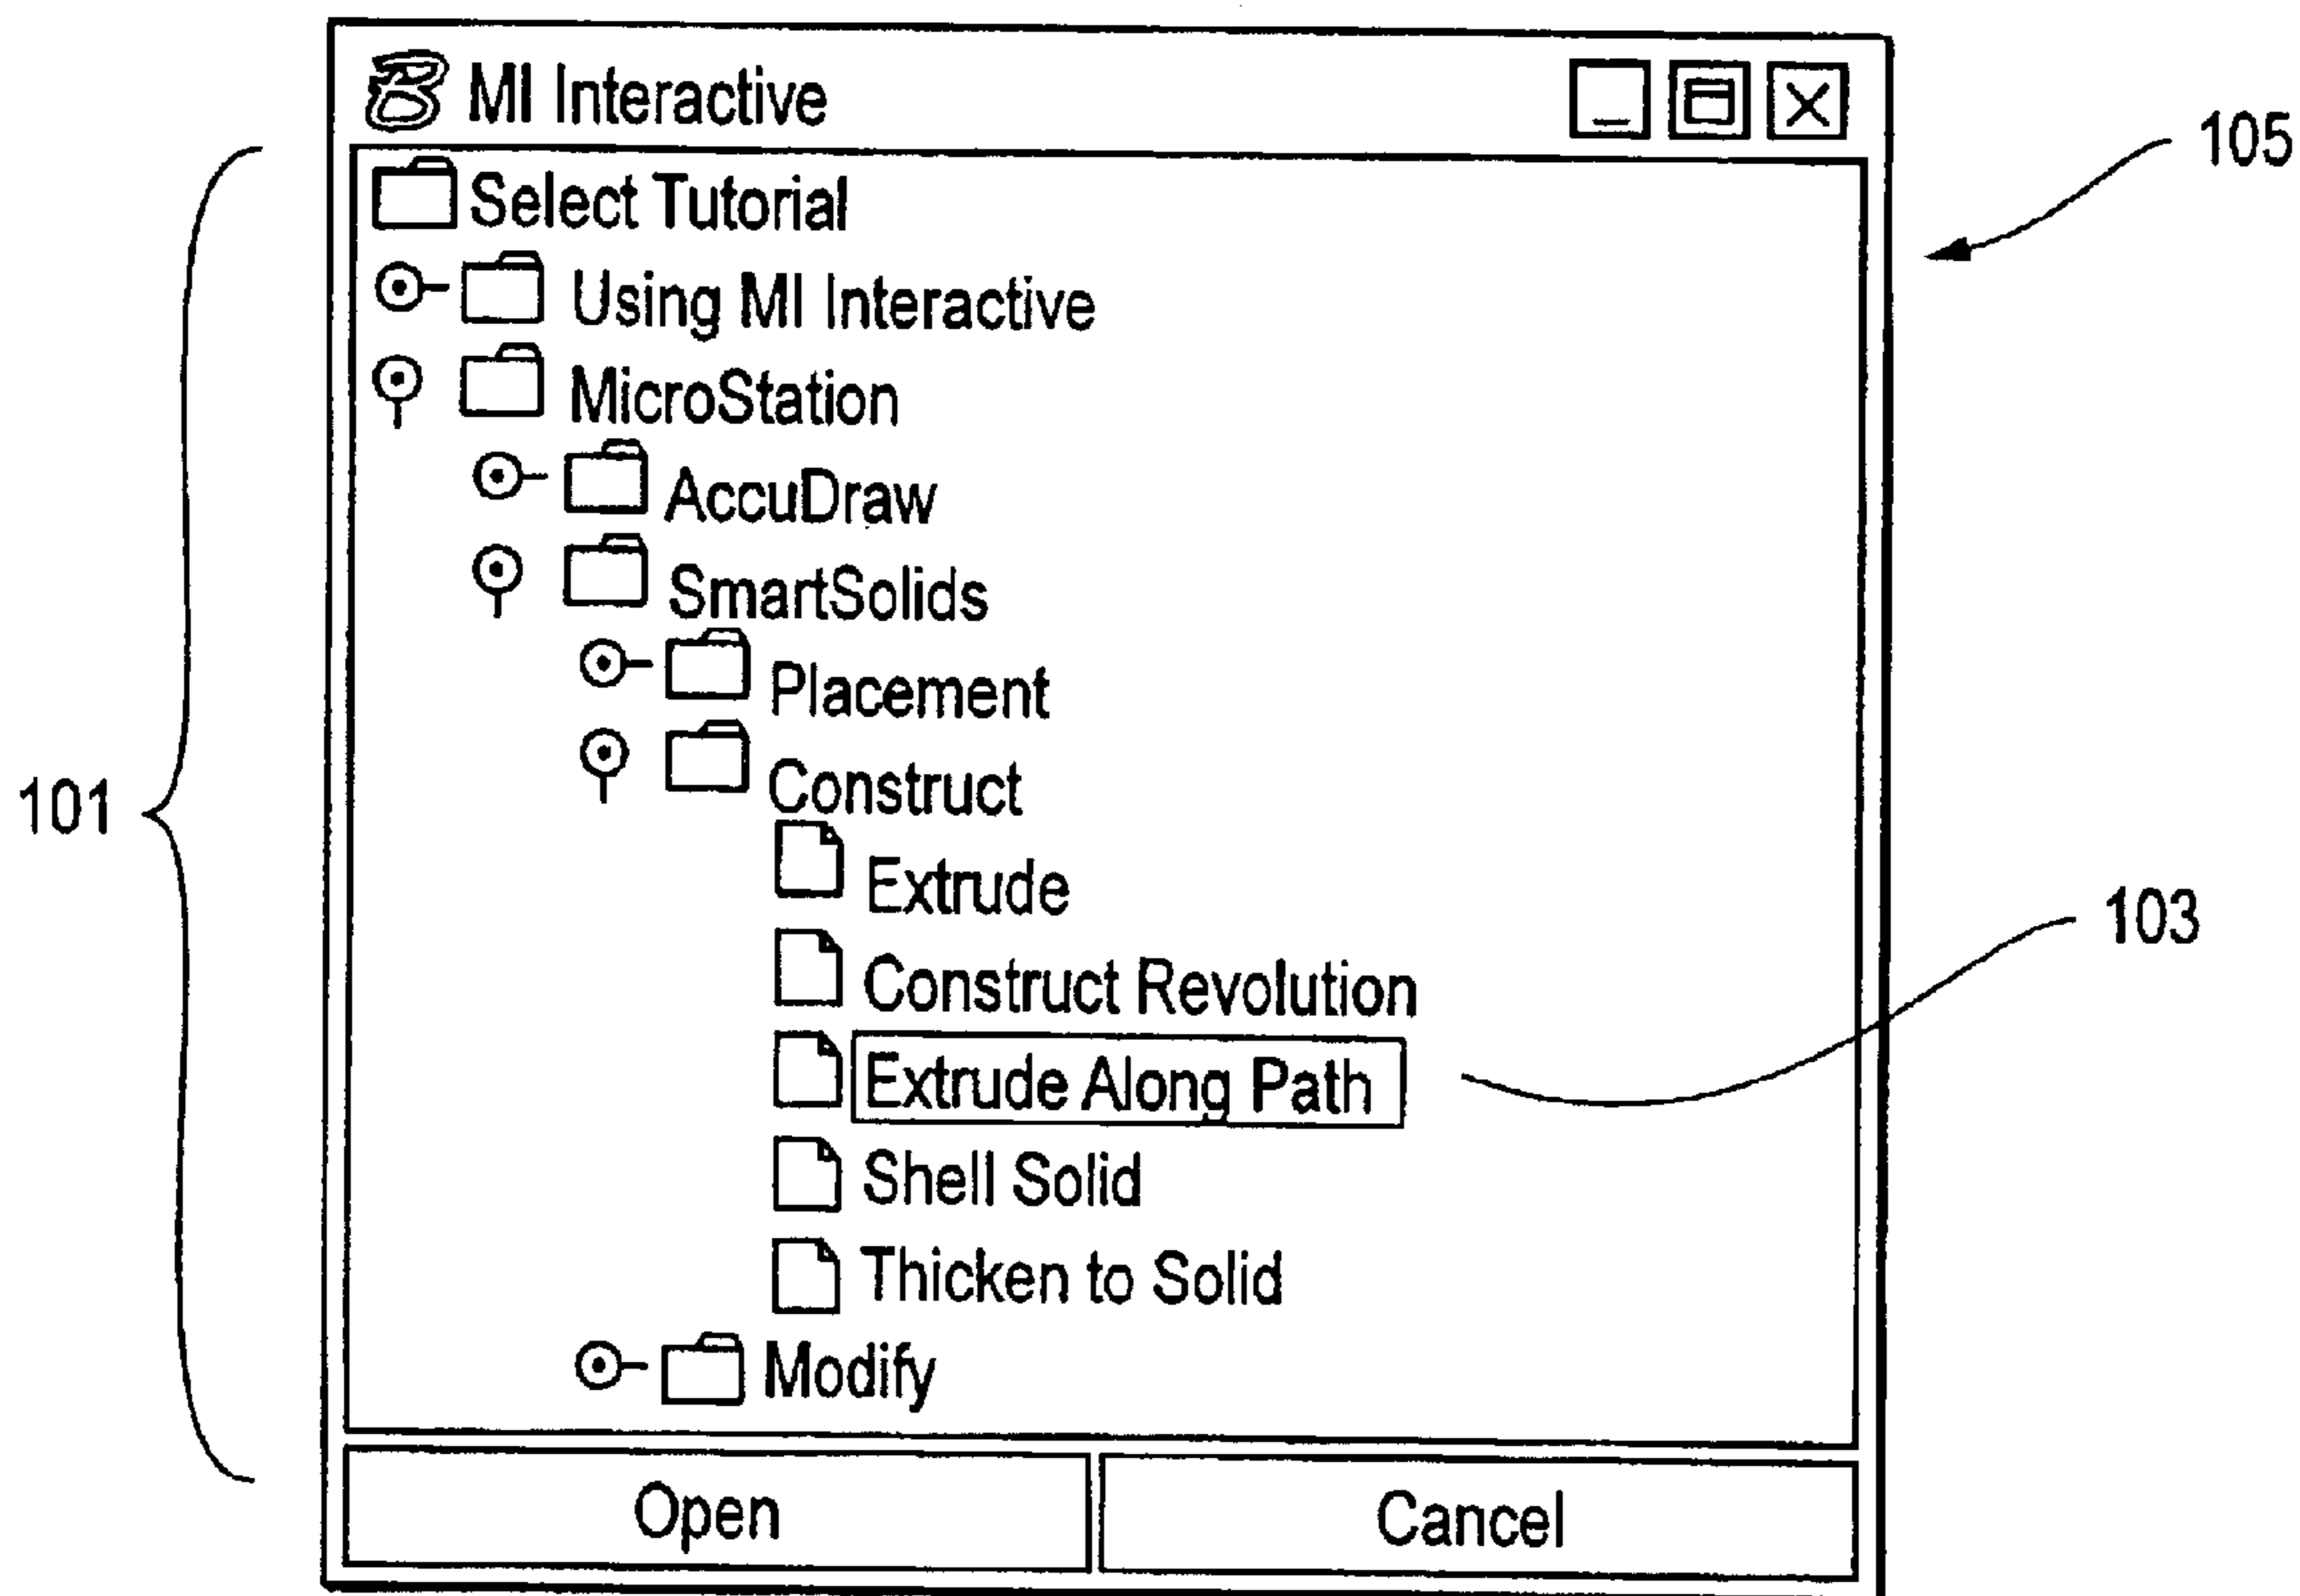 MI Interactive
105
Select Tutorial
Using MI Interactive
MicroStation
AccuDraw
SmartSolids
Placement
101
Construct
Extrude
103
Construct Revolution
Extrude Along Path
Shell Solid
Thicken to Solid
Modify
Open
Cancel